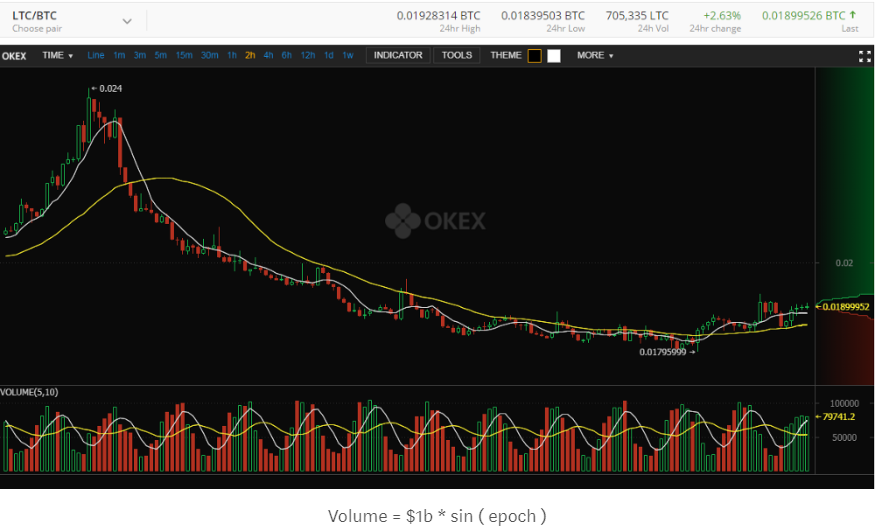 LTC/BTC 0.01928314 BTC 0.01839503 BTC 705,335 LTC +2.63% 0.01899526 BTC ↑
Choose pair 24hr High 24hr Low 24h Vol 24hr change Last
OKEX TIME Line 1m 3m 5m 15m 30m 1h 2h 4h 6h 12h 1d 1w INDICATOR TOOLS THEME MORE
←0.024
OKEX
0.02
←0.01899952
0.01795999→
VOLUME(5,10)
100000
←79741.2
50000
Volume = $1b * sin ( epoch )